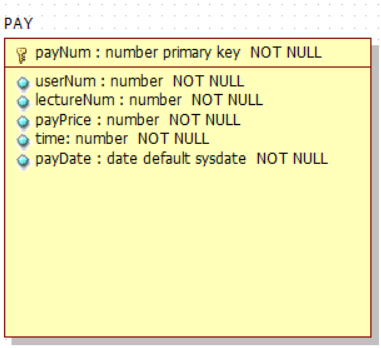 PAY
payNum : number primary key NOT NULL
userNum : number NOT NULL
lectureNum : number NOT NULL
payPrice : number NOT NULL
time: number NOT NULL
payDate : date default sysdate NOT NULL